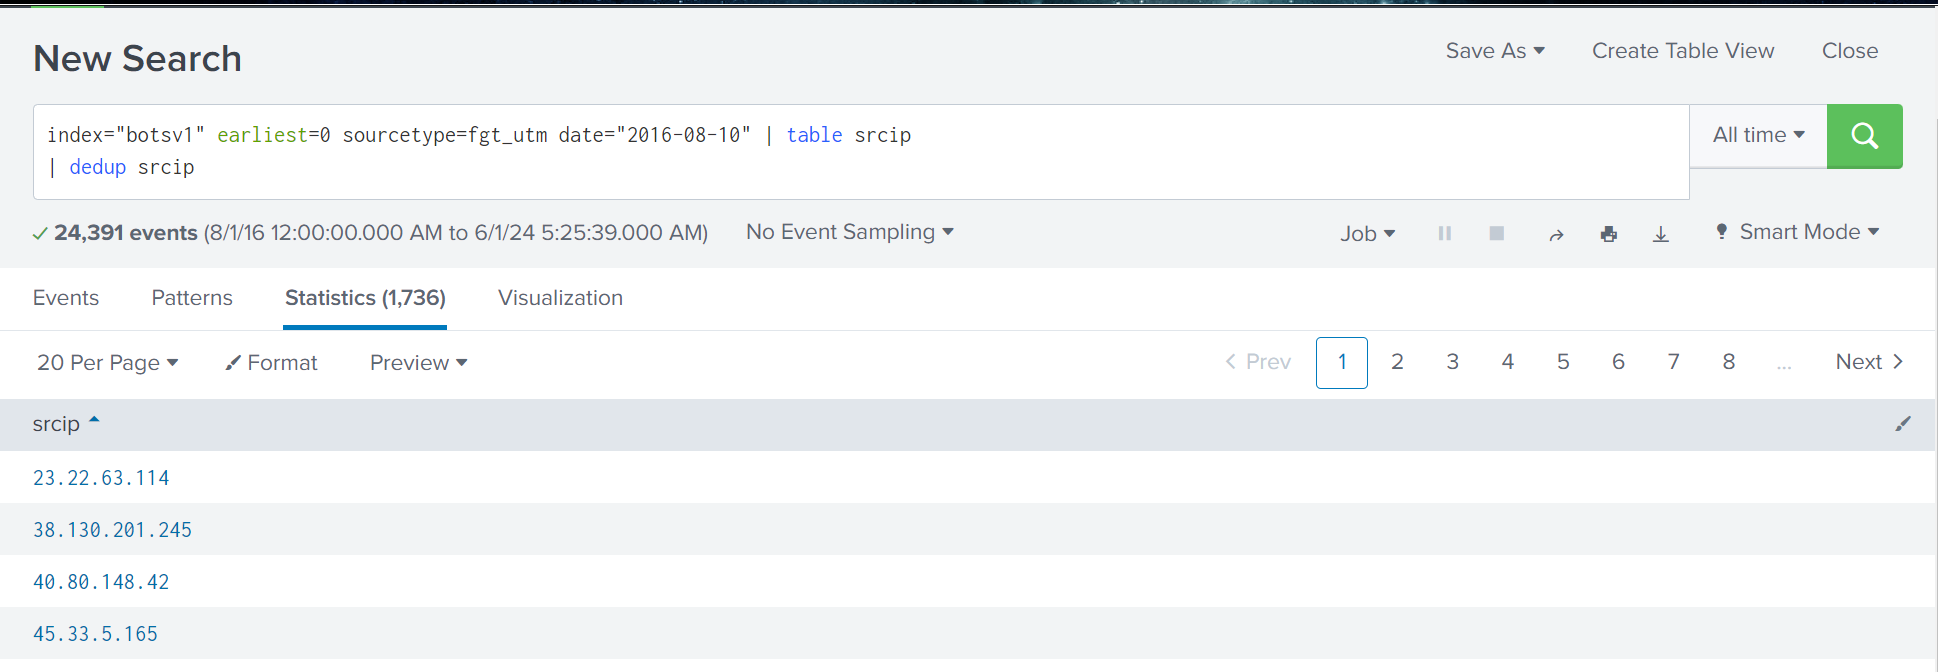 New Search
Save As
Create Table View
Close
index="botsv1" earliest=0 sourcetype=fgt_utm date="2016-08-10" | table srcip
| dedup srcip
All time
24,391 events (8/1/16 12:00:00.000 AM to 6/1/24 5:25:39.000 AM)
No Event Sampling
Job
Smart Mode
Events
Patterns
Statistics (1,736)
Visualization
20 Per Page
Format
Preview
Prev
1
2
3
4
5
6
7
8
...
Next
srcip
23.22.63.114
38.130.201.245
40.80.148.42
45.33.5.165